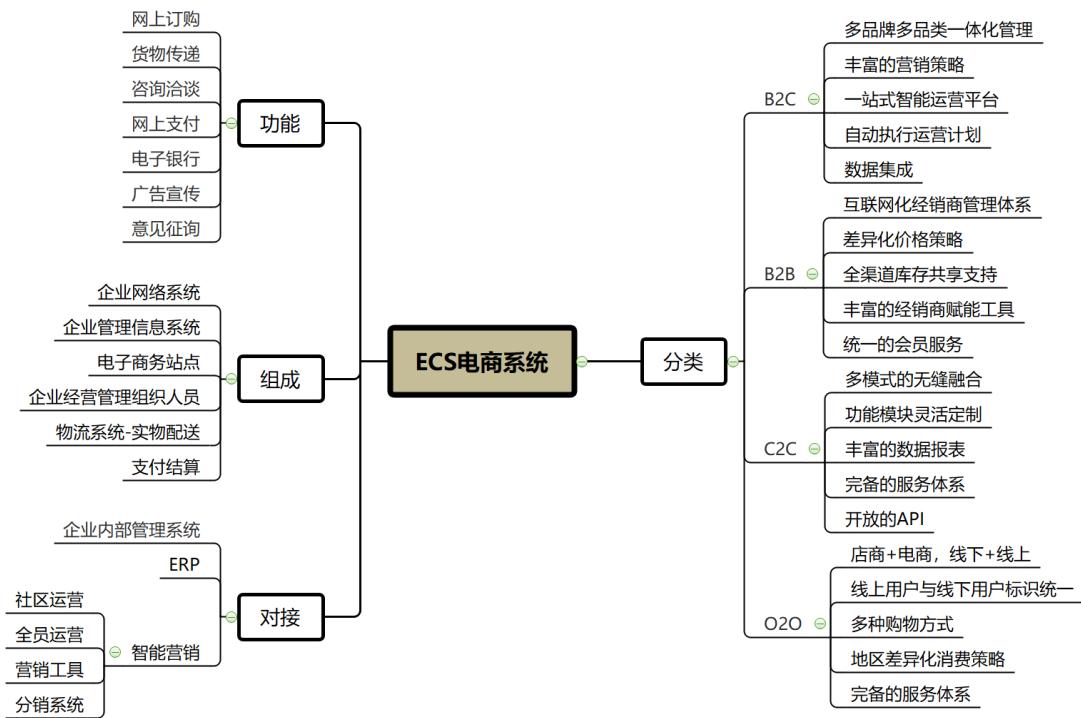 ECS电商系统
功能
网上订购
货物传递
咨询洽谈
网上支付
电子银行
广告宣传
意见征询
组成
企业网络系统
企业管理信息系统
电子商务站点
企业经营管理组织人员
物流系统-实物配送
支付结算
对接
企业内部管理系统
ERP
智能营销
社区运营
全员运营
营销工具
分销系统
分类
B2C
多品牌多品类一体化管理
丰富的营销策略
一站式智能运营平台
自动执行运营计划
数据集成
B2B
互联网化经销商管理体系
差异化价格策略
全渠道库存共享支持
丰富的经销商赋能工具
统一的会员服务
C2C
多模式的无缝融合
功能模块灵活定制
丰富的数据报表
完备的服务体系
开放的API
O2O
店商+电商，线下+线上
线上用户与线下用户标识统一
多种购物方式
地区差异化消费策略
完备的服务体系